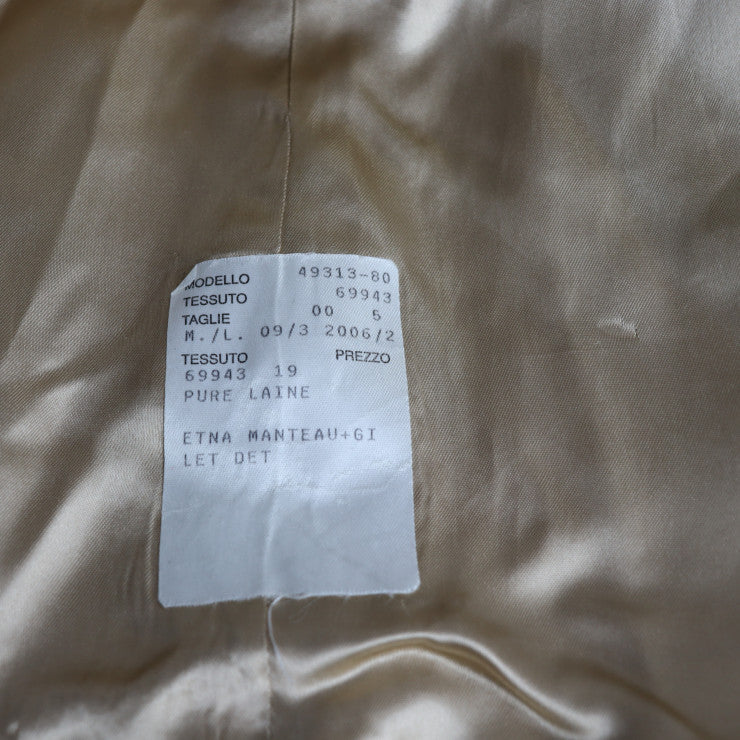 MODELLO 49313-80
TESSUTO 69943
TAGLIE 00 5
M./L. 09/3 2006/2
TESSUTO PREZZO
69943 19
PURE LAINE
ETNA MANTEAU+GI
LET DET